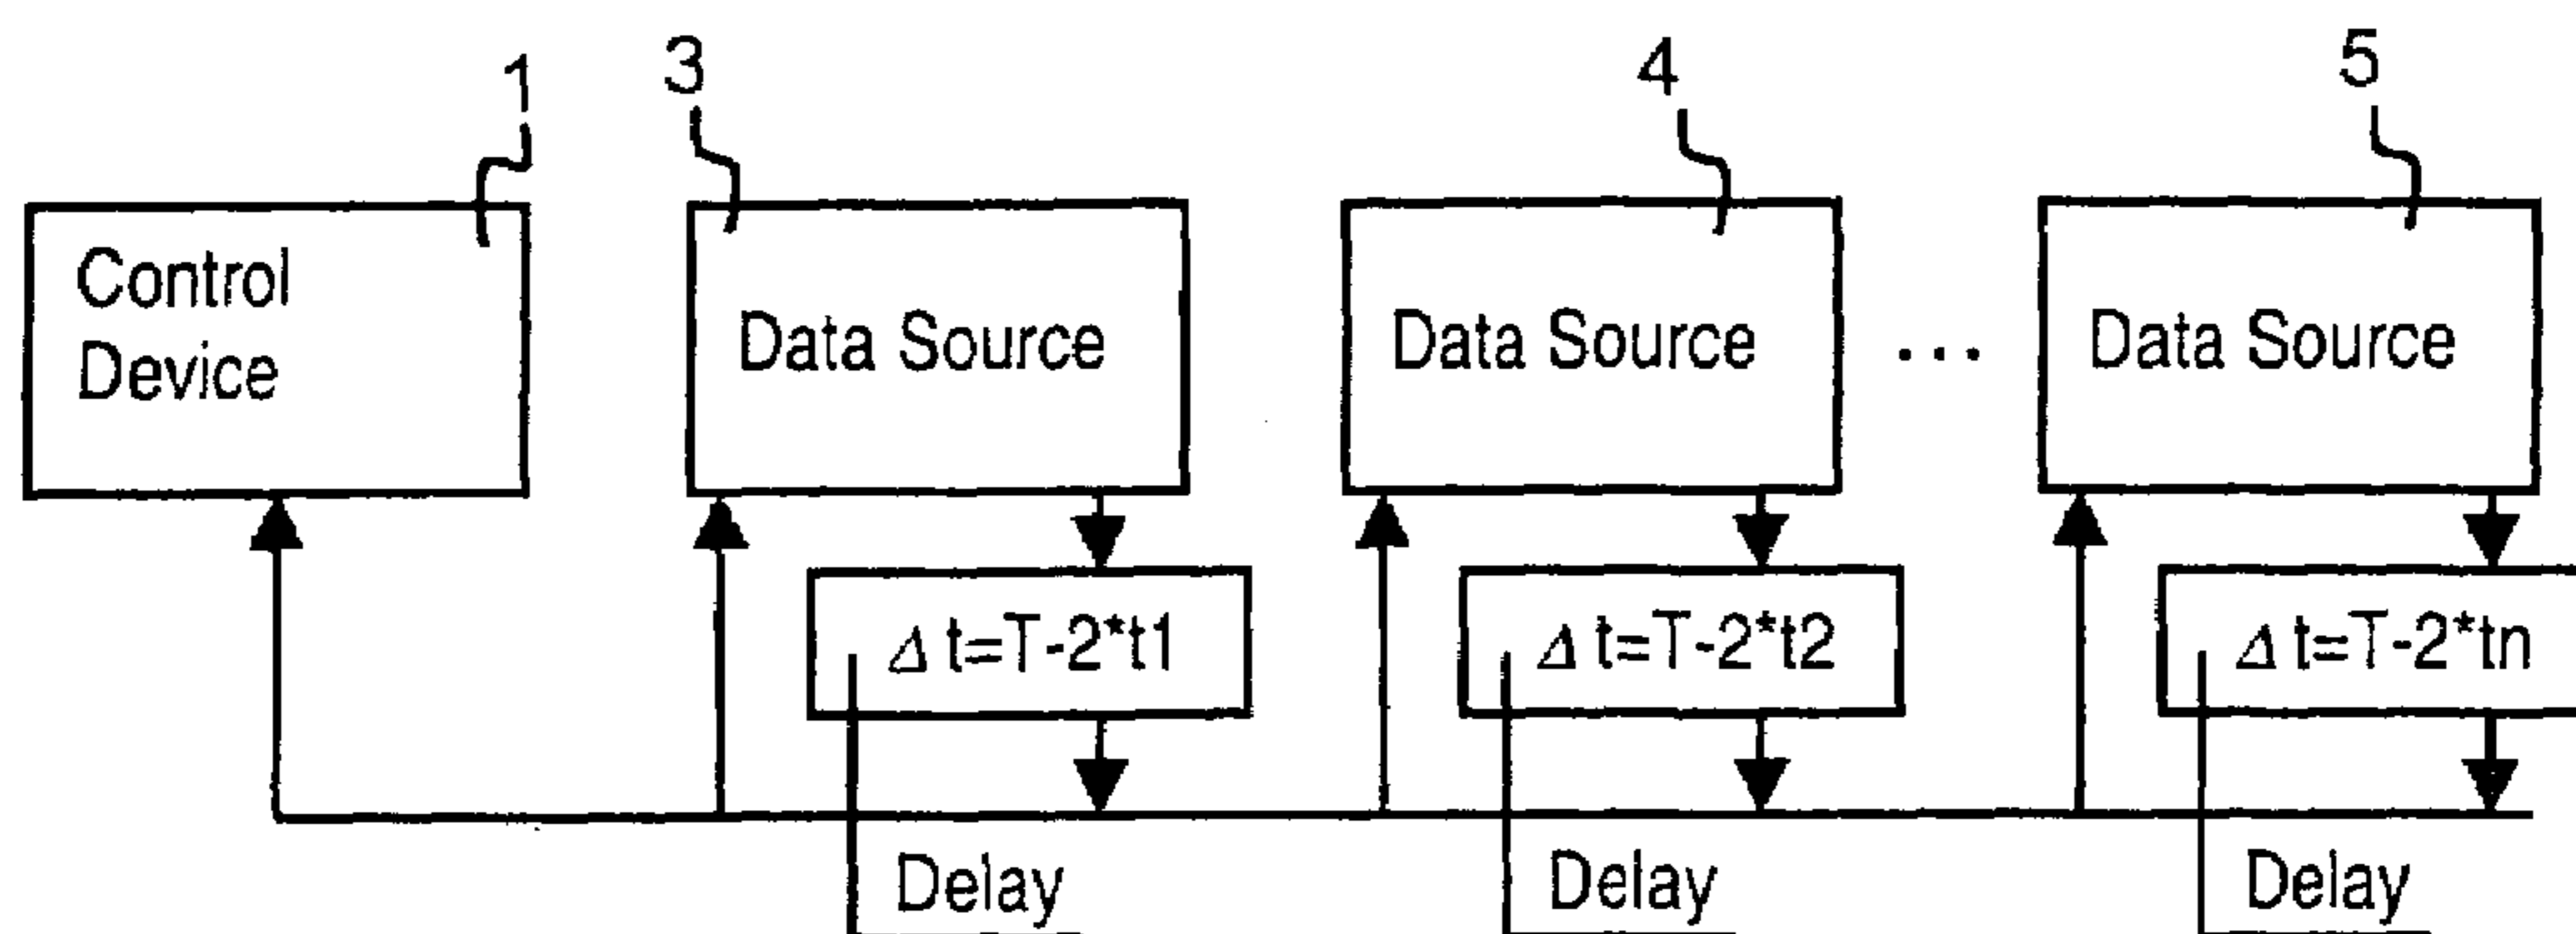 1
3
4
5
Control
Device
Data Source
Data Source
...
Data Source
Δ t=T-2*t1
Δ t=T-2*t2
Δ t=T-2*tn
Delay
Delay
Delay